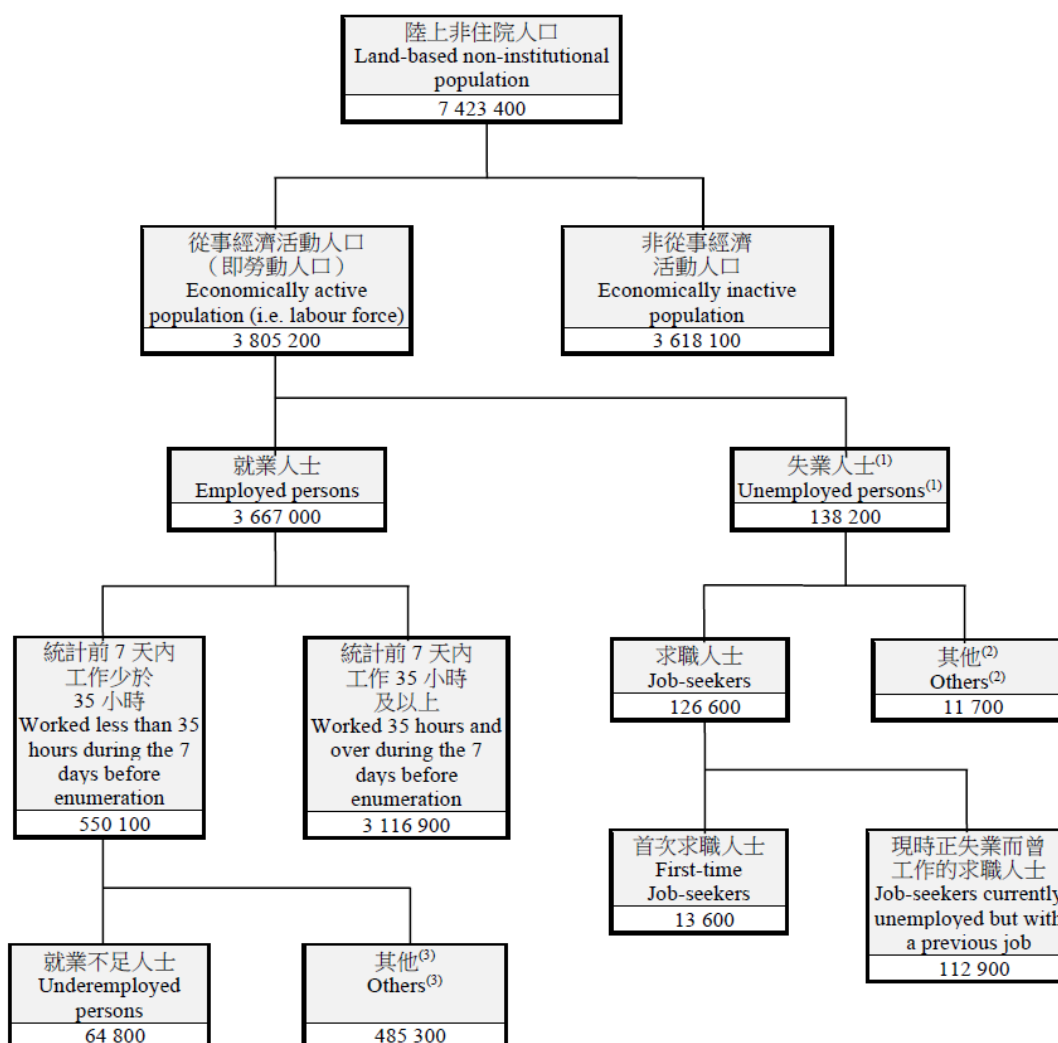 陸上非住院人口
Land-based non-institutional
population
7 423 400
從事經濟活動人口
（即勞動人口）
Economically active
population (i.e. labour force)
3 805 200
非從事經濟
活動人口
Economically inactive
population
3 618 100
就業人士
Employed persons
3 667 000
失業人士(1)
Unemployed persons(1)
138 200
統計前 7 天內
工作少於
35 小時
Worked less than 35
hours during the 7
days before
enumeration
550 100
統計前 7 天內
工作 35 小時
及以上
Worked 35 hours and
over during the 7
days before
enumeration
3 116 900
求職人士
Job-seekers
126 600
其他(2)
Others(2)
11 700
首次求職人士
First-time
Job-seekers
13 600
現時正失業而曾
工作的求職人士
Job-seekers currently
unemployed but with
a previous job
112 900
就業不足人士
Underemployed
persons
64 800
其他(3)
Others(3)
485 300